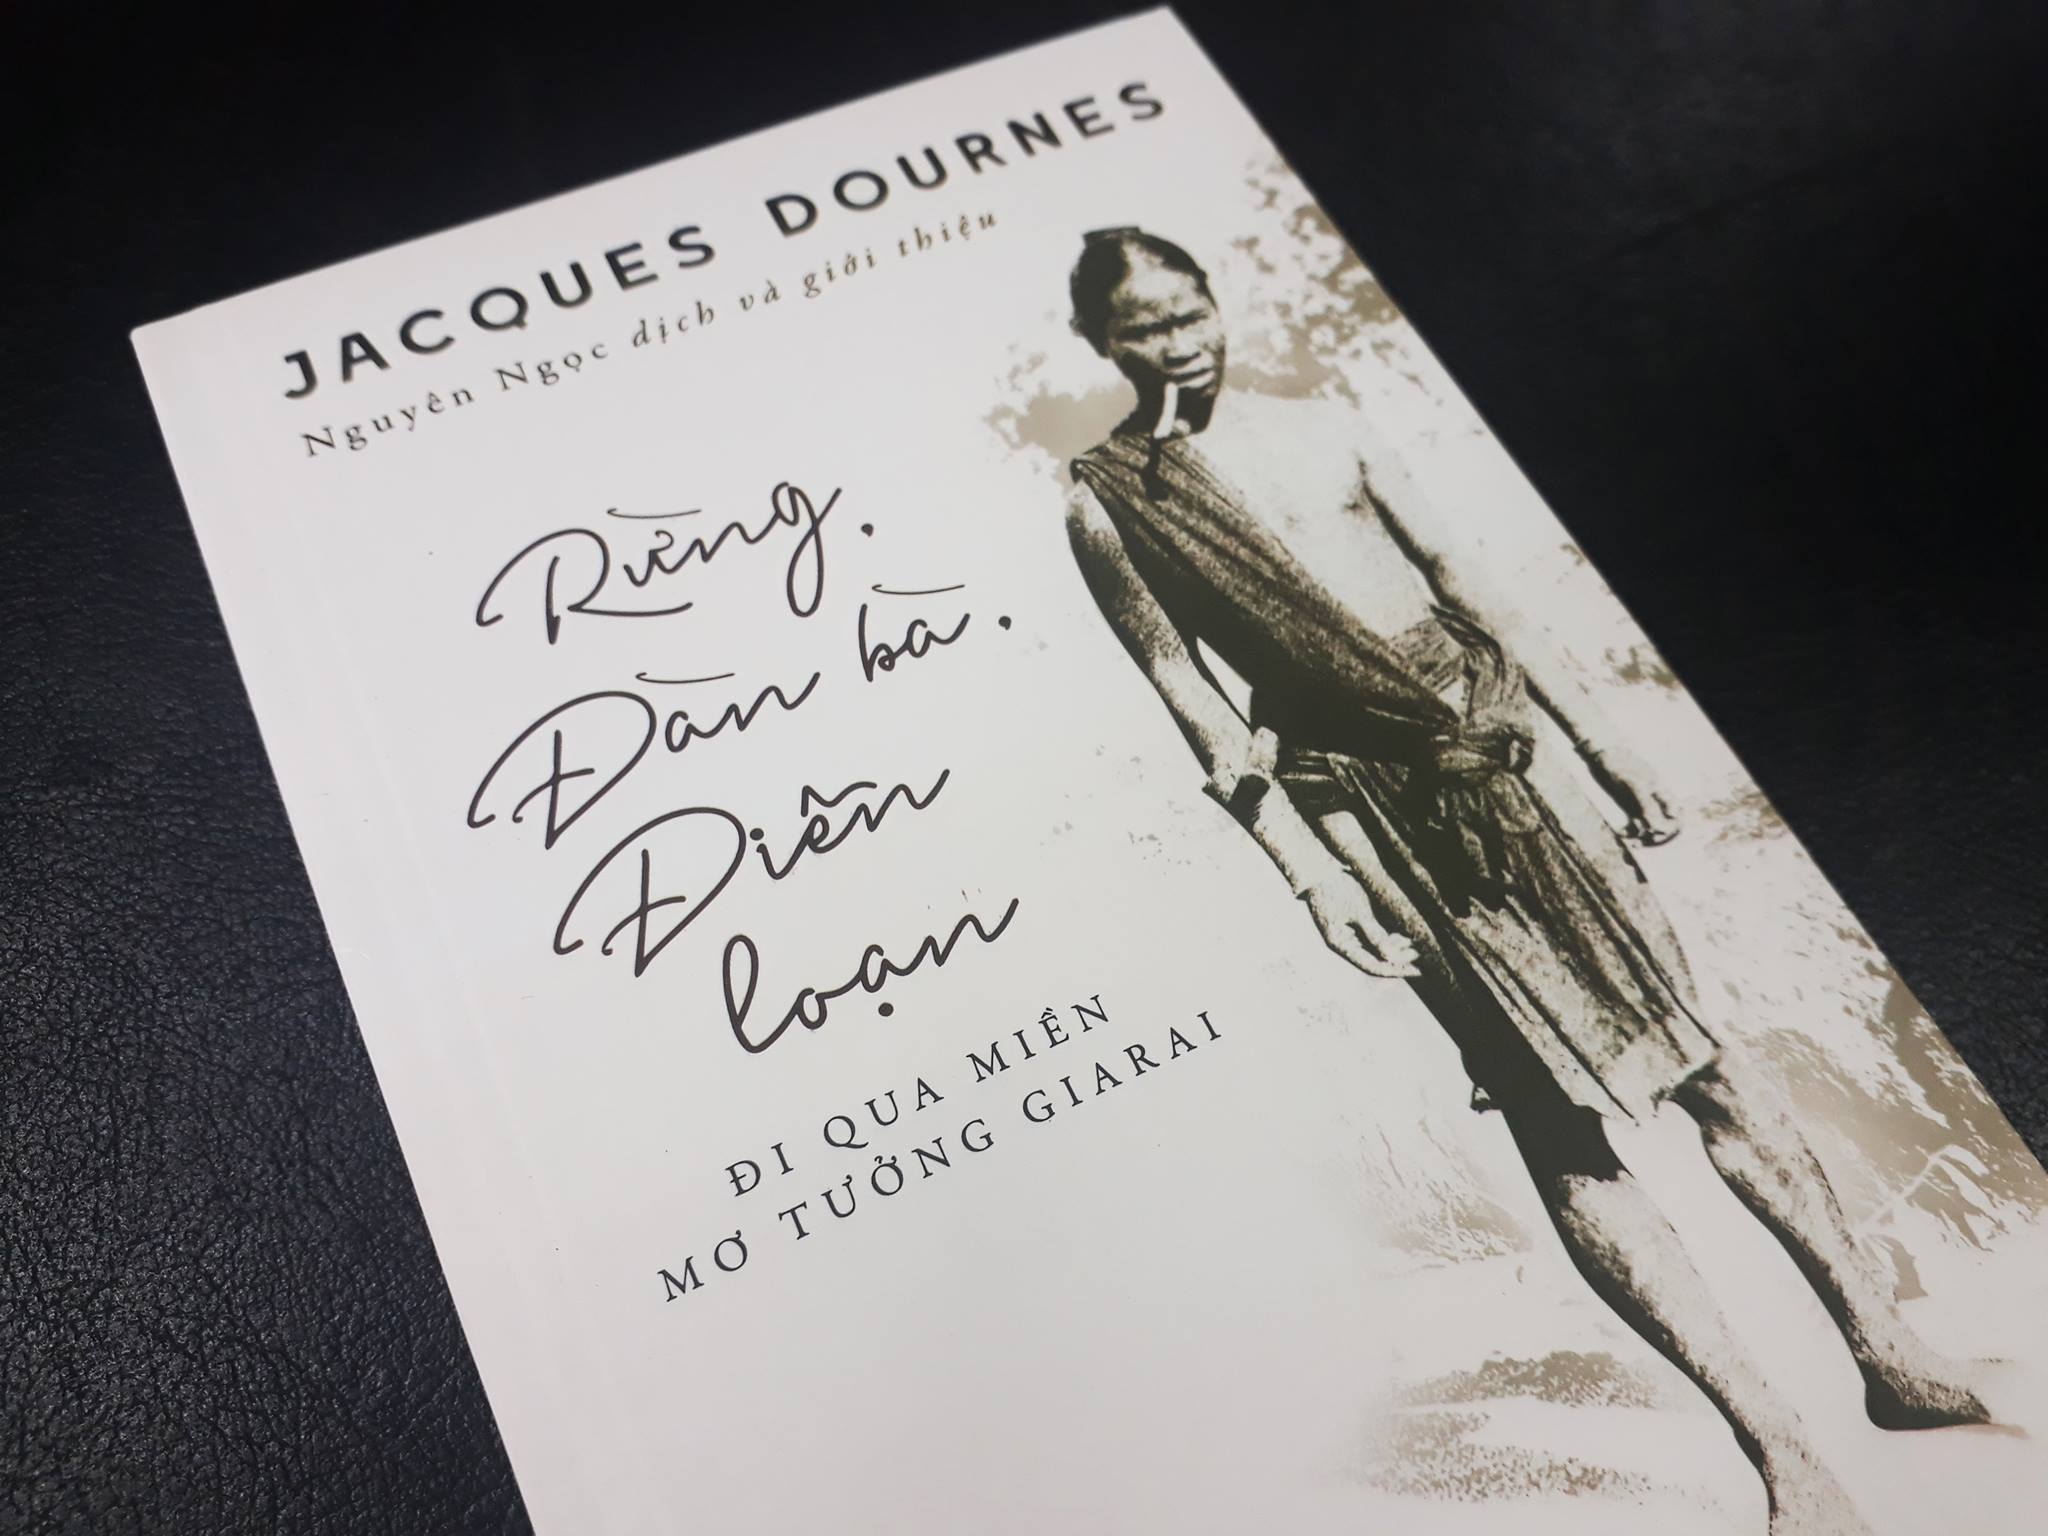 JACQUES DOURNES
Nguyên Ngọc dịch và giới thiệu
Rừng.
Đàn bà.
Điên
loạn
ĐI QUA MIỀN
MƠ TƯỞNG GIARAI